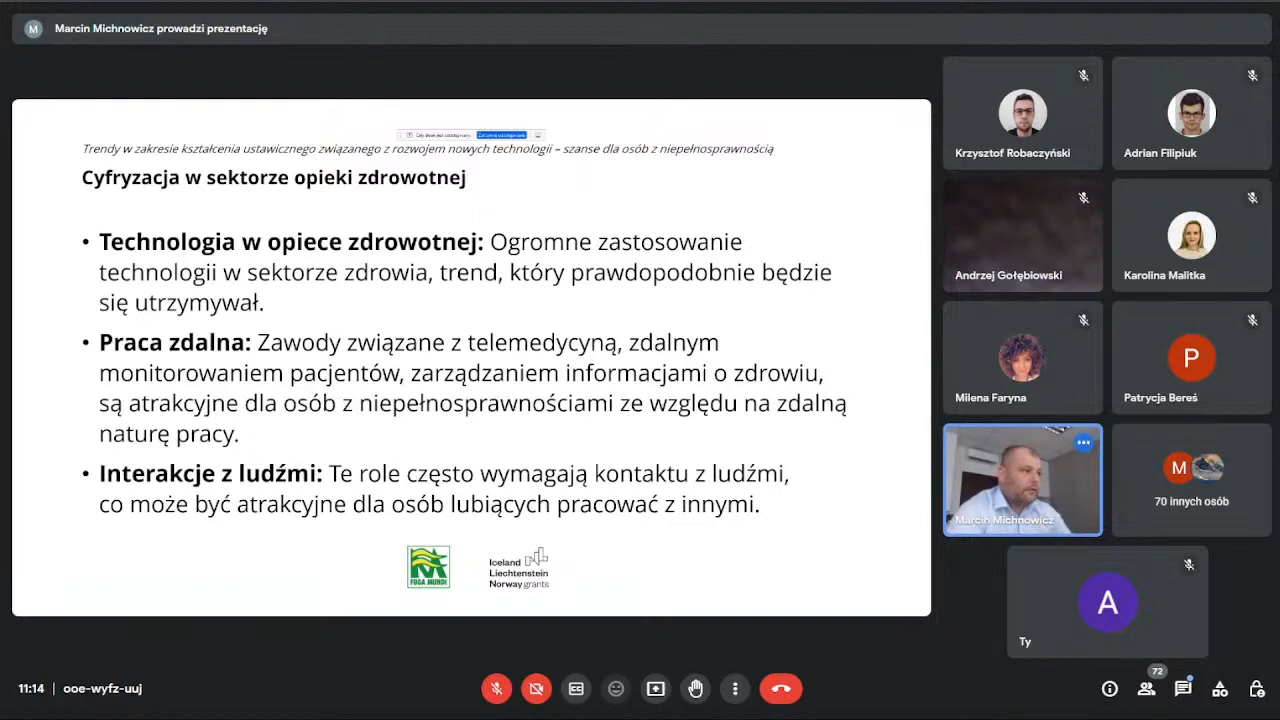 M
Marcin Michnowicz prowadzi prezentację
Zatrzymaj udostępnianie
Trendy w zakresie kształcenia ustawicznego związanego z rozwojem nowych technologii – szanse dla osób z niepełnosprawnością
Cyfryzacja w sektorze opieki zdrowotnej
• Technologia w opiece zdrowotnej: Ogromne zastosowanie
technologii w sektorze zdrowia, trend, który prawdopodobnie będzie
się utrzymywał.
• Praca zdalna: Zawody związane z telemedycyną, zdalnym
monitorowaniem pacjentów, zarządzaniem informacjami o zdrowiu,
są atrakcyjne dla osób z niepełnosprawnościami ze względu na zdalną
naturę pracy.
• Interakcje z ludźmi: Te role często wymagają kontaktu z ludźmi,
co może być atrakcyjne dla osób lubiących pracować z innymi.
FUGA MUNDI
Iceland
Liechtenstein
Norway grants
Krzysztof Robaczyński
Adrian Filipiuk
Andrzej Gołębiowski
Karolina Malitka
Milena Faryna
P
Patrycja Bereś
Marcin Michnowicz
M
70 innych osób
A
Ty
11:14
ooe-wyfz-uuj
72